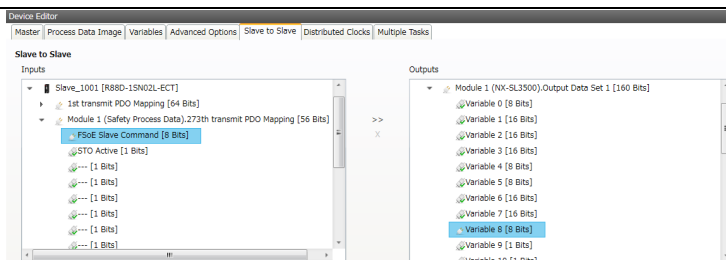 Device Editor
Master Process Data Image Variables Advanced Options Slave to Slave Distributed Clocks Multiple Tasks
Slave to Slave
Inputs
Slave_1001 [R88D-1SN02L-ECT]
1st transmit PDO Mapping [64 Bits]
Module 1 (Safety Process Data).273th transmit PDO Mapping [56 Bits]
FSoE Slave Command [8 Bits]
STO Active [1 Bits]
--- [1 Bits]
--- [1 Bits]
--- [1 Bits]
--- [1 Bits]
--- [1 Bits]
>>
X
Outputs
Module 1 (NX-SL3500).Output Data Set 1 [160 Bits]
Variable 0 [8 Bits]
Variable 1 [16 Bits]
Variable 2 [16 Bits]
Variable 3 [16 Bits]
Variable 4 [8 Bits]
Variable 5 [8 Bits]
Variable 6 [16 Bits]
Variable 7 [16 Bits]
Variable 8 [8 Bits]
Variable 9 [1 Bits]
Variable 10 [1 Bits]